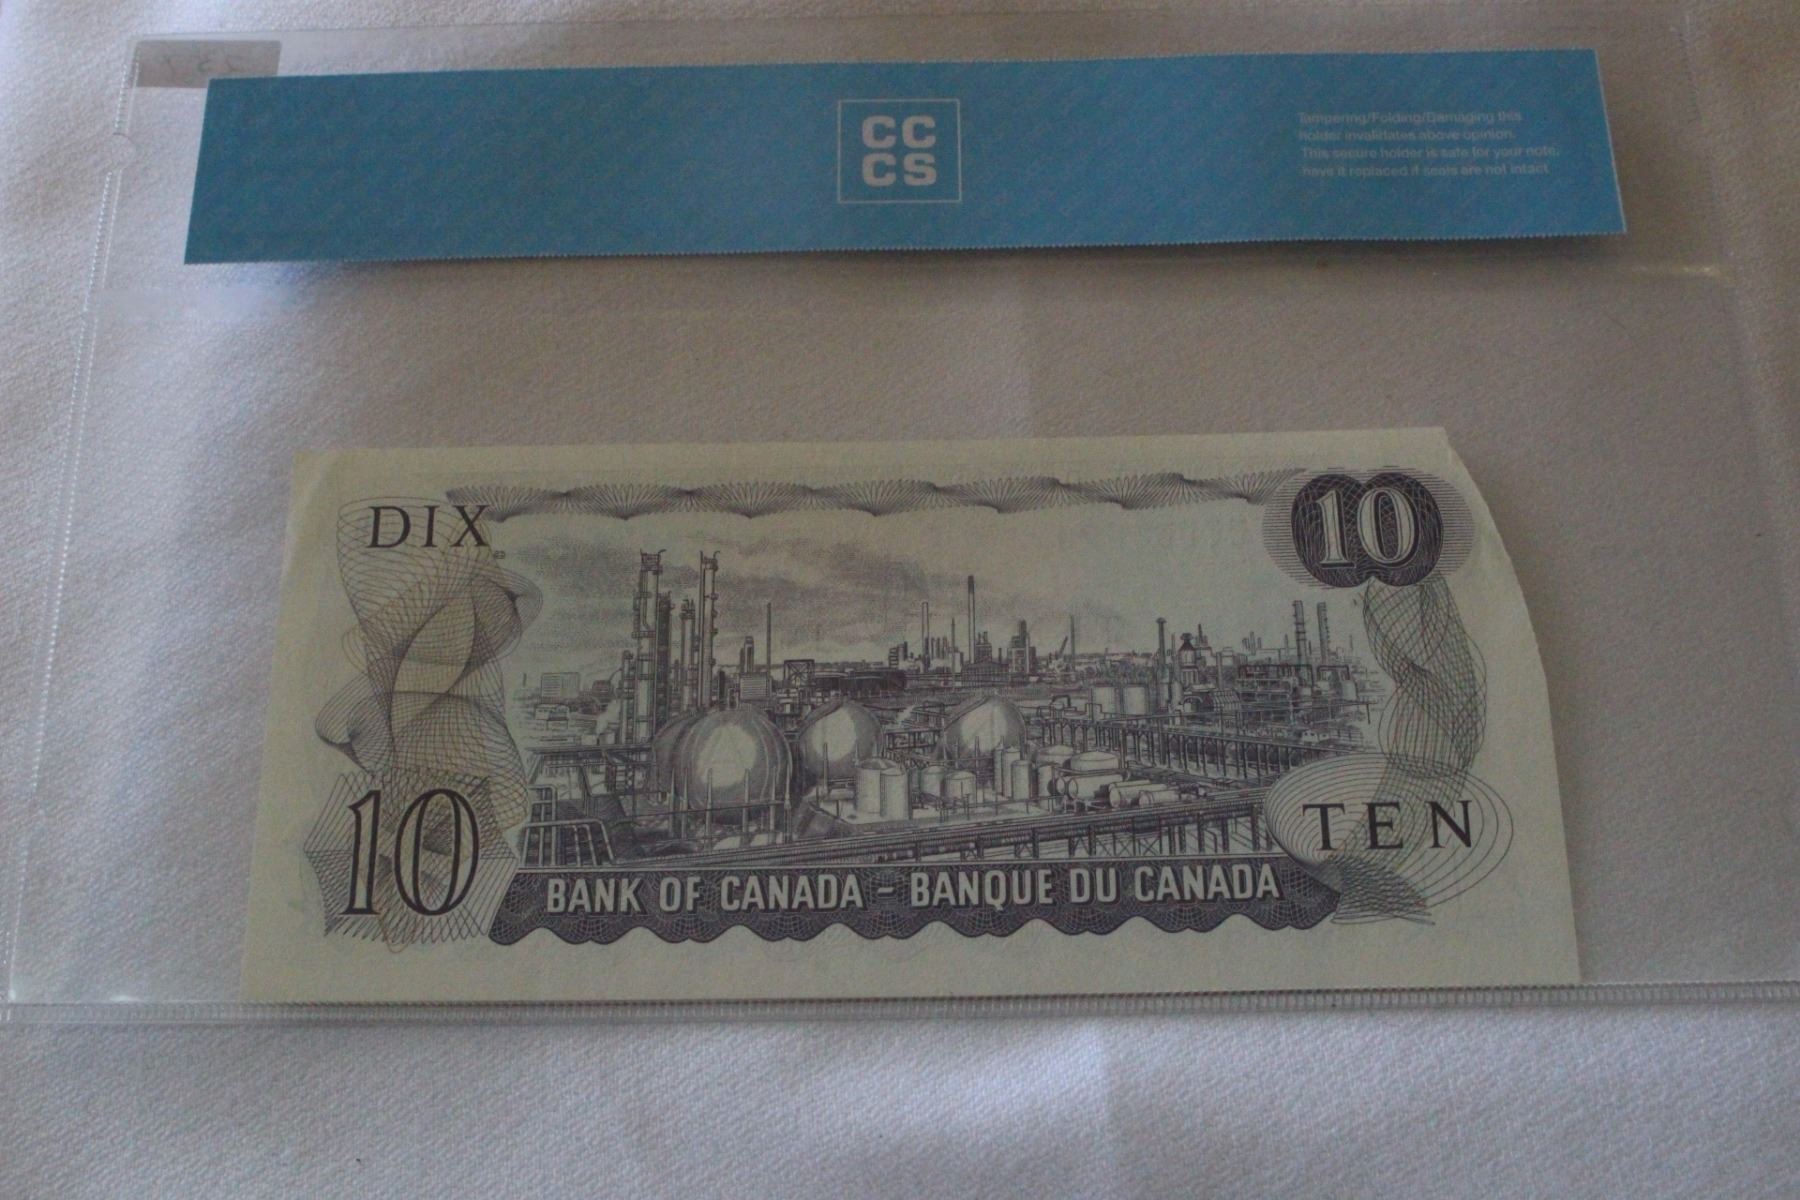 CC
CS
Tampering/Folding/Damaging this
holder invalidates above opinion.
This secure holder is safe for your note,
have it replaced if seals are not intact
DIX
10
10
TEN
BANK OF CANADA – BANQUE DU CANADA